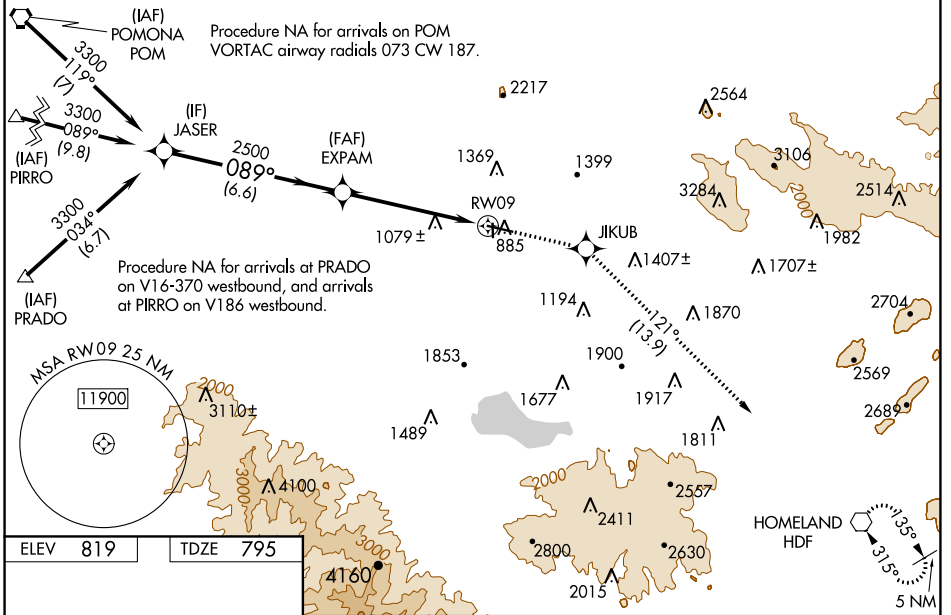 (IAF)
POMONA
POM
Procedure NA for arrivals on POM
VORTAC airway radials 073 CW 187.
3300
119°
(7)
3300
089°
(9.8)
(IAF)
PIRRO
(IF)
JASER
2500
089°
(6.6)
(FAF)
EXPAM
3300
034°
(6.7)
(IAF)
PRADO
Procedure NA for arrivals at PRADO
on V16-370 westbound, and arrivals
at PIRRO on V186 westbound.
2217
2564
1369
1399
3106
3284
2000
2514
RW09
1079±
885
JIKUB
1982
1407±
1707±
1194
121°
(13.9)
1870
2704
1853
1900
2569
1677
1917
2689
1489
1811
MSA RW09 25 NM
11900
2000
3110±
3000
4100
3000
4160
2000
2557
2411
2800
2630
2015
HOMELAND
HDF
135°
315°
5 NM
ELEV 819
TDZE 795